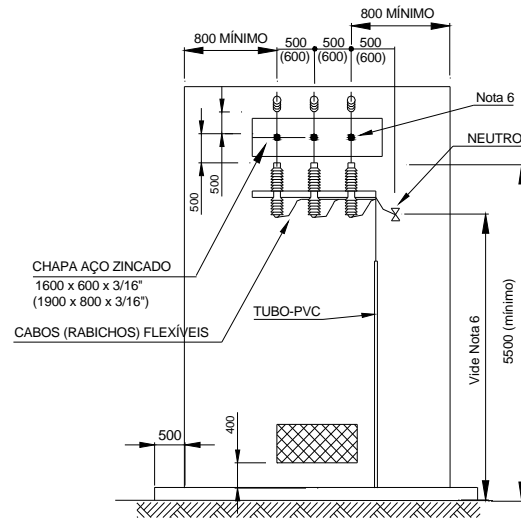 800 MÍNIMO
800 MÍNIMO
500
(600)
500
(600)
500
(600)
Nota 6
NEUTRO
500
500
CHAPA AÇO ZINCADO
1600 x 600 x 3/16"
(1900 x 800 x 3/16")
CABOS (RABICHOS) FLEXÍVEIS
TUBO-PVC
Vide Nota 6
5500 (mínimo)
400
500